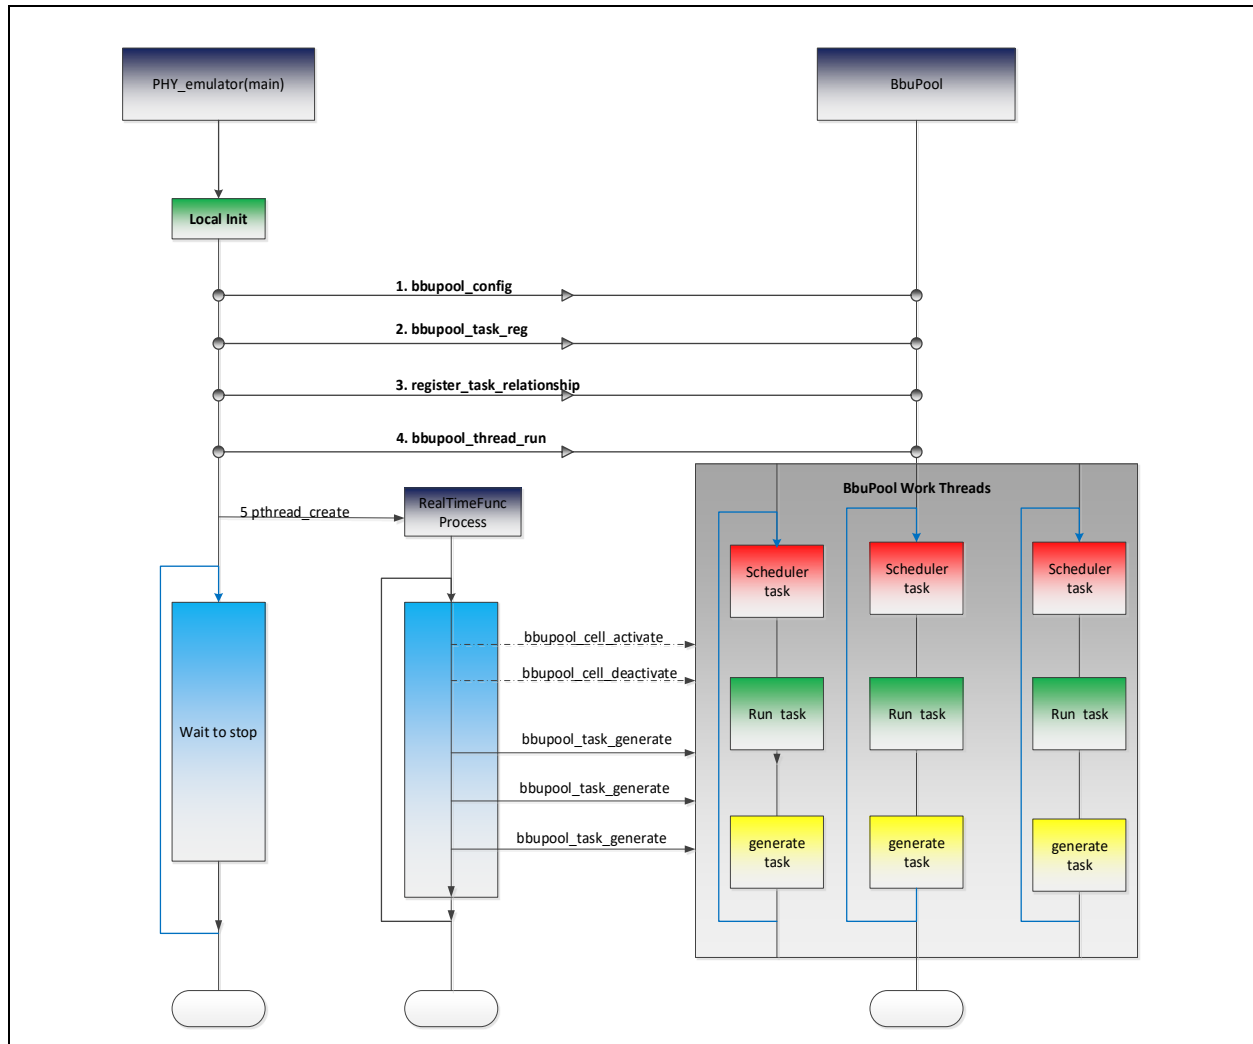 PHY_emulator(main)
BbuPool
Local Init
1. bbupool_config
2. bbupool_task_reg
3. register_task_relationship
4. bbupool_thread_run
BbuPool Work Threads
5 pthread_create
RealTimeFunc
Process
Scheduler
task
Scheduler
task
Scheduler
task
bbupool_cell_activate
bbupool_cell_deactivate
Wait to stop
Run task
Run task
Run task
bbupool_task_generate
bbupool_task_generate
bbupool_task_generate
generate
task
generate
task
generate
task